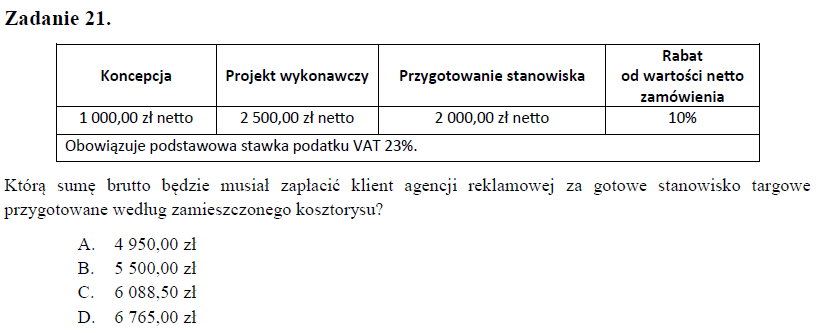 Zadanie 21.
Koncepcja Projekt wykonawczy Przygotowanie stanowiska Rabat od wartości netto zamówienia
1 000,00 zł netto 2 500,00 zł netto 2 000,00 zł netto 10%
Obowiązuje podstawowa stawka podatku VAT 23%.
Którą sumę brutto będzie musiał zapłacić klient agencji reklamowej za gotowe stanowisko targowe
przygotowane według zamieszczonego kosztorysu?
A. 4 950,00 zł
B. 5 500,00 zł
C. 6 088,50 zł
D. 6 765,00 zł